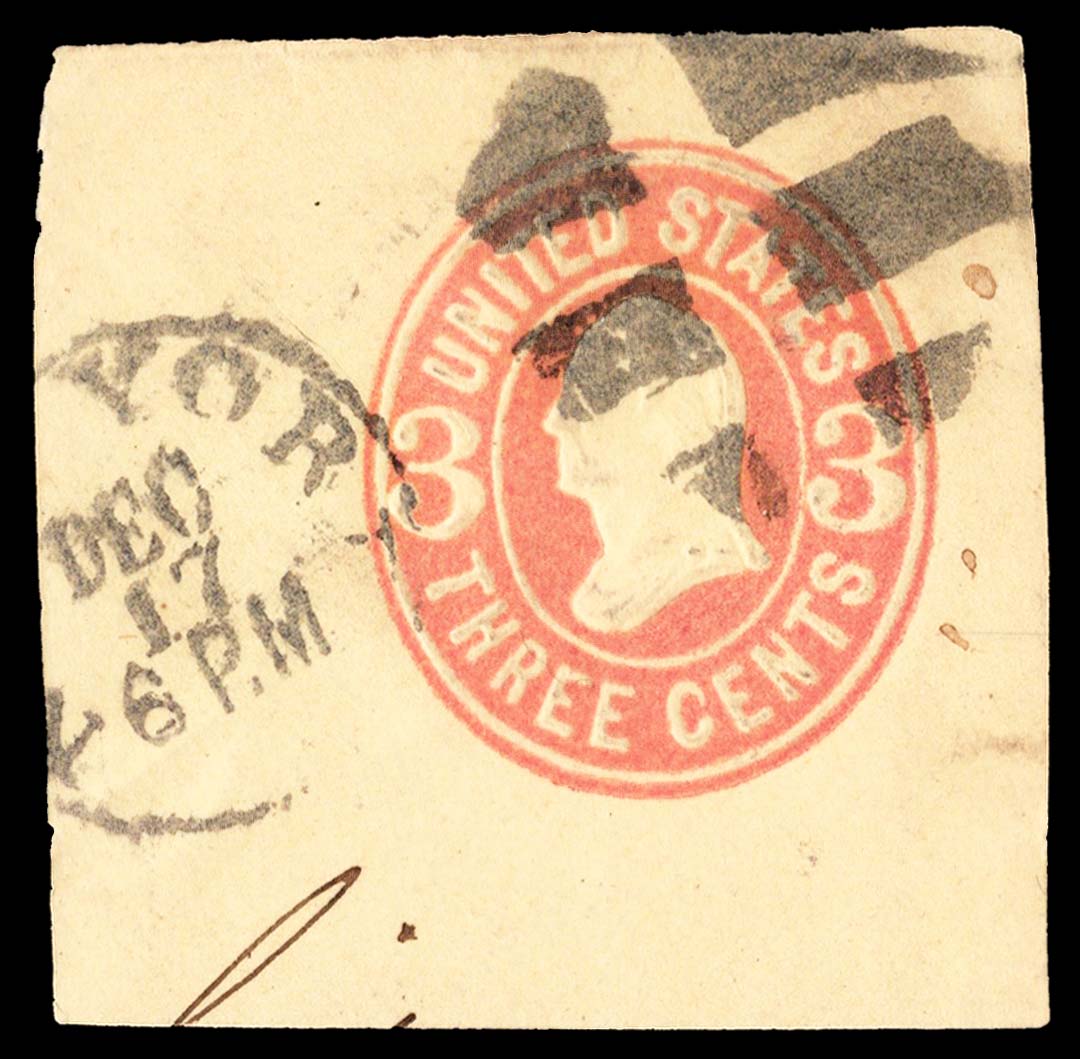 YOR
DEC
17
6 P.M
UNITED STATES
3 3
THREE CENTS